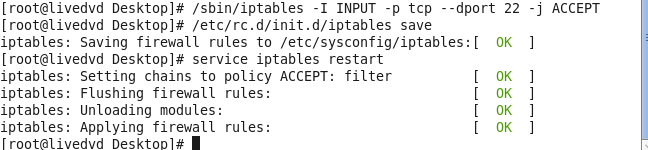 [root@livedvd Desktop]# /sbin/iptables -I INPUT -p tcp --dport 22 -j ACCEPT
[root@livedvd Desktop]# /etc/rc.d/init.d/iptables save
iptables: Saving firewall rules to /etc/sysconfig/iptables:[  OK  ]
[root@livedvd Desktop]# service iptables restart
iptables: Setting chains to policy ACCEPT: filter          [  OK  ]
iptables: Flushing firewall rules:                         [  OK  ]
iptables: Unloading modules:                               [  OK  ]
iptables: Applying firewall rules:                         [  OK  ]
[root@livedvd Desktop]#